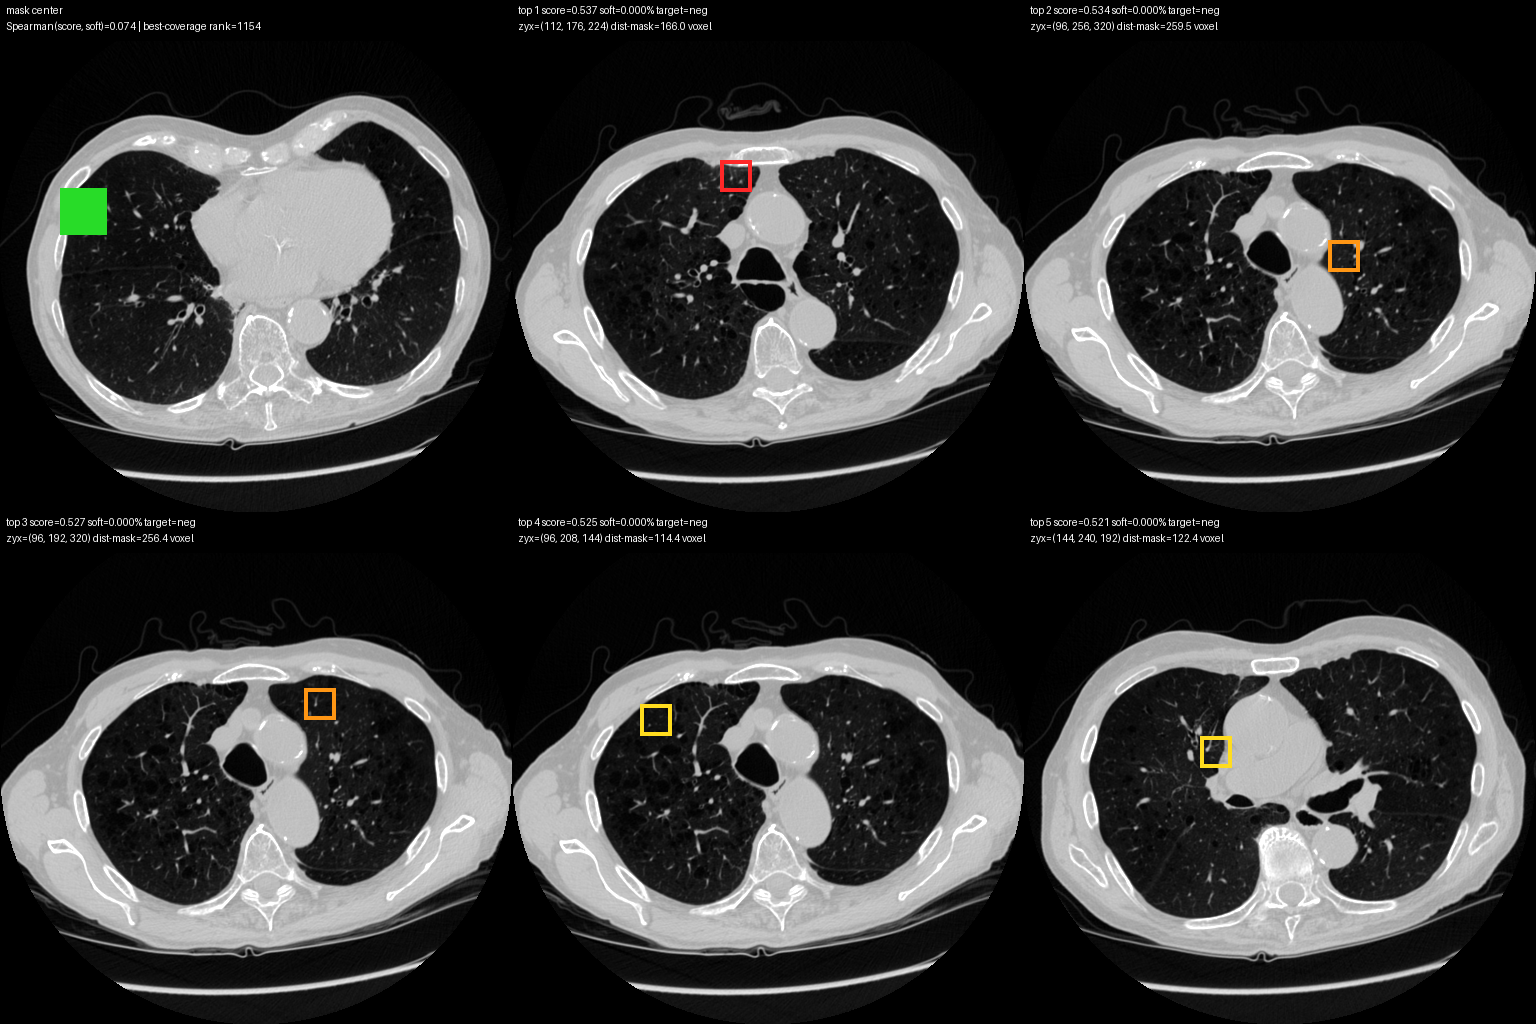 mask center
Spearman(score, soft)=0.074 | best-coverage rank=1154
top 1 score=0.537 soft=0.000% target=neg
zyx=(112, 176, 224) dist-mask=166.0 voxel
top 2 score=0.534 soft=0.000% target=neg
zyx=(96, 256, 320) dist-mask=259.5 voxel
top 3 score=0.527 soft=0.000% target=neg
zyx=(96, 192, 320) dist-mask=256.4 voxel
top 4 score=0.525 soft=0.000% target=neg
zyx=(96, 208, 144) dist-mask=114.4 voxel
top 5 score=0.521 soft=0.000% target=neg
zyx=(144, 240, 192) dist-mask=122.4 voxel